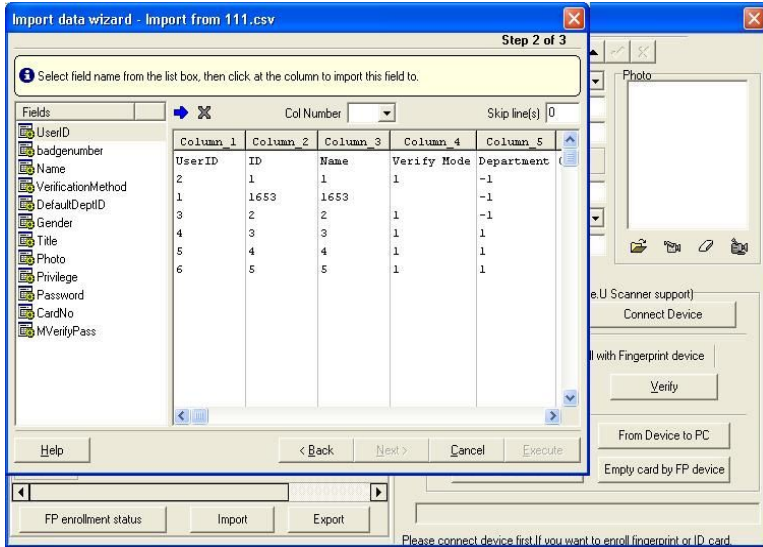 Import data wizard - Import from 111.csv
Step 2 of 3
Select field name from the list box, then click at the column to import this field to.
Fields
Col Number
Skip line(s) 0
UserID
badgenumber
Name
VerificationMethod
DefaultDeptID
Gender
Title
Photo
Privilege
Password
CardNo
MVerifyPass
Column_1 Column_2 Column_3 Column_4 Column_5
UserID ID Name Verify Mode Department
2 1 1 1 -1
1 1653 1653 -1
3 2 2 1 -1
4 3 3 1 1
5 4 4 1 1
6 5 5 1 1
Help
< Back
Next >
Cancel
Execute
Photo
e.U Scanner support)
Connect Device
ll with Fingerprint device
Verify
From Device to PC
Empty card by FP device
FP enrollment status
Import
Export
Please connect device first.If you want to enroll fingerprint or ID card,